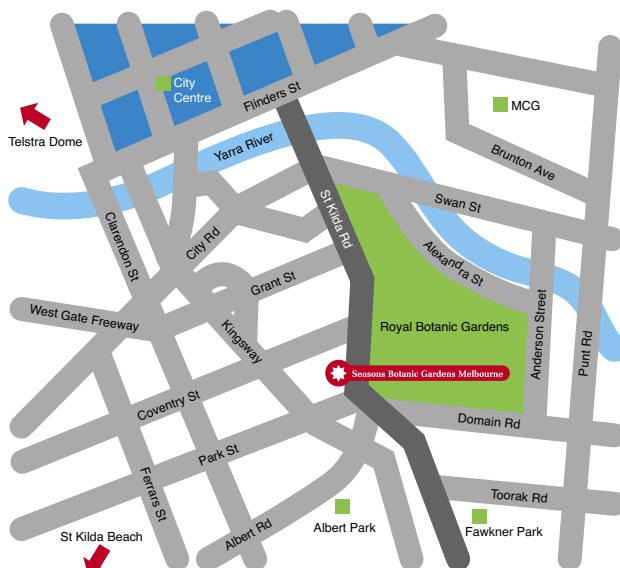 City
Centre
Flinders St
MCG
Telstra Dome
Yarra River
Brunton Ave
Swan St
St Kilda Rd
Clarendon St
City Rd
Alexandra St
Grant St
Anderson Street
West Gate Freeway
Royal Botanic Gardens
Punt Rd
Kingsway
Seasons Botanic Gardens Melbourne
Coventry St
Domain Rd
Park St
Ferrars St
Toorak Rd
Albert Rd
Albert Park
Fawkner Park
St Kilda Beach